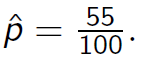 p̂ = 55/100.